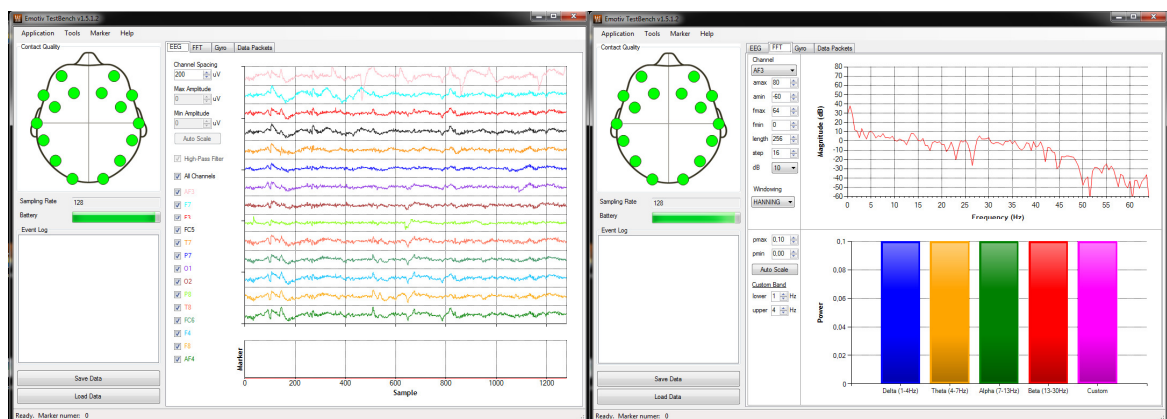 Emotiv TestBench v1.5.1.2
Application Tools Marker Help
Contact Quality
EEG FFT Gyro Data Packets
Channel Spacing
200 uV
Max Amplitude
0 uV
Min Amplitude
0 uV
Auto Scale
High-Pass Filter
All Channels
AF3
F7
F3
FC5
T7
P7
O1
O2
P8
T8
FC6
F4
F8
AF4
Sampling Rate 128
Battery
Event Log
Save Data
Load Data
Marker
0 200 400 600 800 1000 1200
Sample
Ready. Marker numer: 0
Emotiv TestBench v1.5.1.2
Application Tools Marker Help
Contact Quality
EEG FFT Gyro Data Packets
Channel
AF3
amax 80
amin -60
fmax 64
fmin 0
length 256
step 16
dB 10
Windowing
HANNING
Magnitude (dB)
80
70
60
50
40
30
20
10
0
-10
-20
-30
-40
-50
-60
0 5 10 15 20 25 30 35 40 45 50 55 60
Frequency (Hz)
Sampling Rate 128
Battery
Event Log
pmax 0,10
pmin 0,00
Auto Scale
Custom Band
lower 1 Hz
upper 4 Hz
Power
0,1
0,08
0,06
0,04
0,02
0
Delta (1-4Hz) Theta (4-7Hz) Alpha (7-13Hz) Beta (13-30Hz) Custom
Save Data
Load Data
Ready. Marker numer: 0